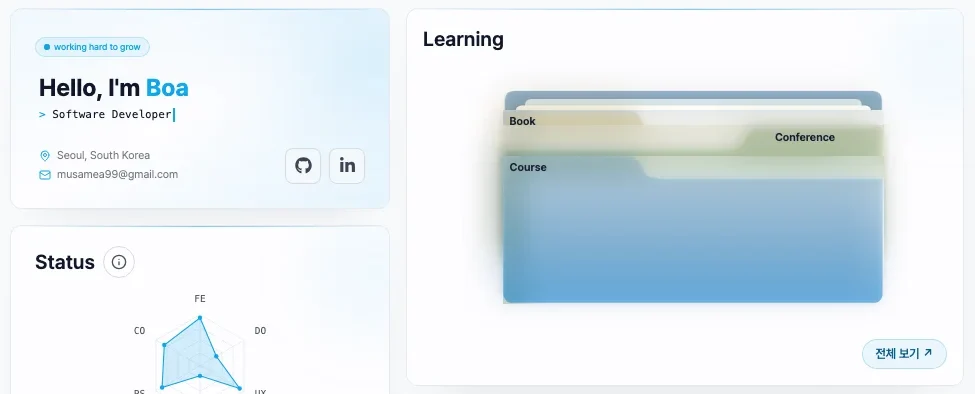 working hard to grow
Hello, I'm Boa
> Software Developer
Seoul, South Korea
musamea99@gmail.com
in
Status
FE
CO
DO
Learning
Book
Conference
Course
전체 보기 ↗